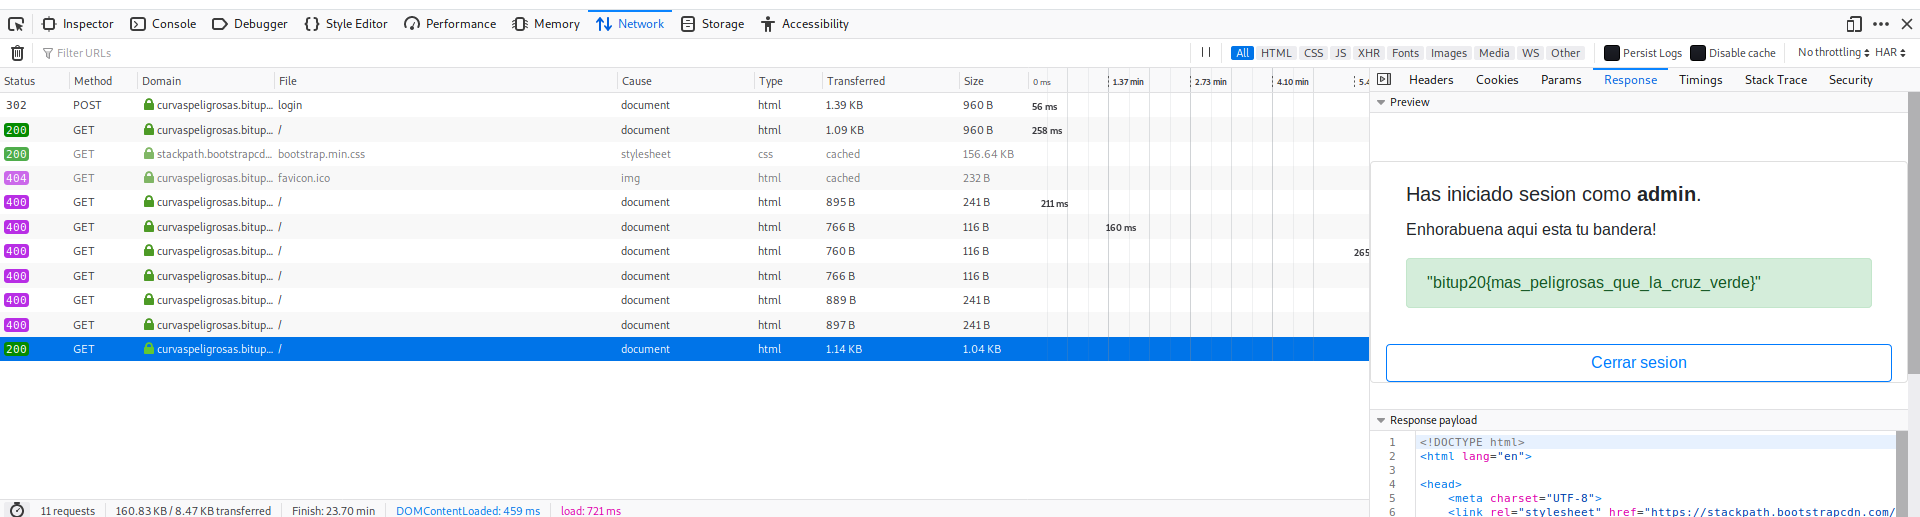 Inspector Console Debugger Style Editor Performance Memory Network Storage Accessibility
Filter URLs All HTML CSS JS XHR Fonts Images Media WS Other Persist Logs Disable cache No throttling HAR
Status Method Domain File Cause Type Transferred Size 0 ms 1.37 min 2.73 min 4.10 min 5.4
302 POST curvaspeligrosas.bitup... login document html 1.39 KB 960 B 56 ms
200 GET curvaspeligrosas.bitup... / document html 1.09 KB 960 B 258 ms
200 GET stackpath.bootstrapcd... bootstrap.min.css stylesheet css cached 156.64 KB
404 GET curvaspeligrosas.bitup... favicon.ico img html cached 232 B
400 GET curvaspeligrosas.bitup... / document html 895 B 241 B 211 ms
400 GET curvaspeligrosas.bitup... / document html 766 B 116 B 160 ms
400 GET curvaspeligrosas.bitup... / document html 760 B 116 B 265
400 GET curvaspeligrosas.bitup... / document html 766 B 116 B
400 GET curvaspeligrosas.bitup... / document html 889 B 241 B
400 GET curvaspeligrosas.bitup... / document html 897 B 241 B
200 GET curvaspeligrosas.bitup... / document html 1.14 KB 1.04 KB
11 requests 160.83 KB / 8.47 KB transferred Finish: 23.70 min DOMContentLoaded: 459 ms load: 721 ms
Headers Cookies Params Response Timings Stack Trace Security
Preview
Has iniciado sesion como admin.
Enhorabuena aqui esta tu bandera!
"bitup20{mas_peligrosas_que_la_cruz_verde}"
Cerrar sesion
Response payload
1 <!DOCTYPE html>
2 <html lang="en">
3
4 <head>
5 <meta charset="UTF-8">
6 <link rel="stylesheet" href="https://stackpath.bootstrapcdn.com/